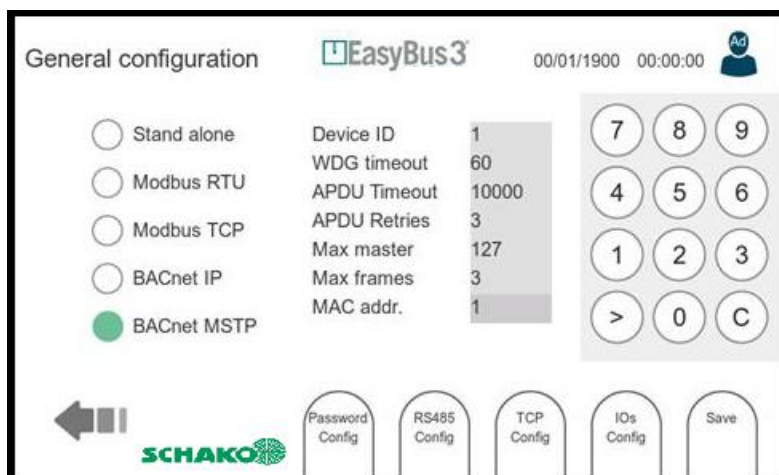 General configuration
EasyBus3
00/01/1900 00:00:00
Ad
Stand alone
Modbus RTU
Modbus TCP
BACnet IP
BACnet MSTP
Device ID 1
WDG timeout 60
APDU Timeout 10000
APDU Retries 3
Max master 127
Max frames 3
MAC addr. 1
7 8 9
4 5 6
1 2 3
> 0 C
SCHAKO
Password
Config
RS485
Config
TCP
Config
IOs
Config
Save